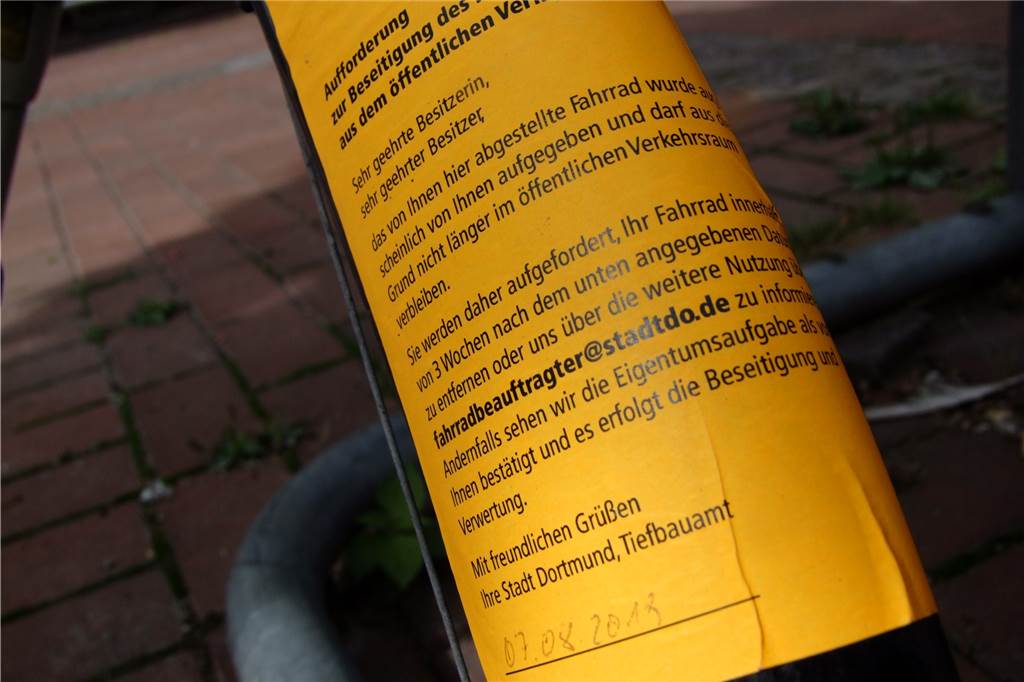 Aufforderung
zur Beseitigung des
aus dem öffentlichen
Sehr geehrte Besitzerin,
sehr geehrter Besitzer,
das von Ihnen hier abgestellte Fahrrad wurde
scheinlich von Ihnen aufgegeben und darf aus
Grund nicht länger im öffentlichen Verkehrsraum
verbleiben.
Sie werden daher aufgefordert, Ihr Fahrrad
von 3 Wochen nach dem unten angegebenen
zu entfernen oder uns über die weitere Nutzung
fahrradbeauftragter@stadtdo.de zu
Andernfalls sehen wir die Eigentumsaufgabe als
Ihnen bestätigt und es erfolgt die Beseitigung und
Verwertung.
Mit freundlichen Grüßen
Ihre Stadt Dortmund, Tiefbauamt
07.08.2013